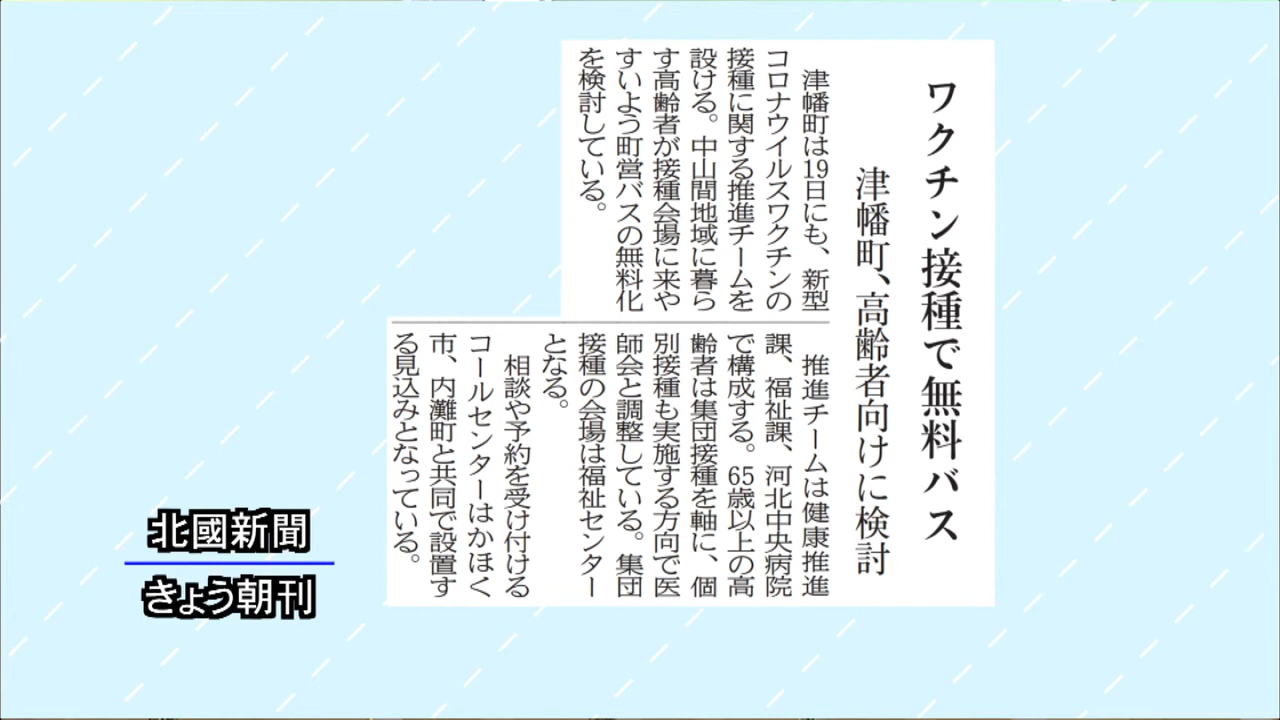 ワクチン接種で無料バス
津幡町、高齢者向けに検討
津幡町は19日にも、新型
コロナウイルスワクチンの
接種に関する推進チームを
設ける。中山間地域に暮ら
す高齢者が接種会場に来や
すいよう町営バスの無料化
を検討している。
推進チームは健康推進
課、福祉課、河北中央病院
で構成する。65歳以上の高
齢者は集団接種を軸に、個
別接種も実施する方向で医
師会と調整している。集団
接種の会場は福祉センター
となる。
相談や予約を受け付ける
コールセンターはかほく
市、内灘町と共同で設置す
る見込みとなっている。
北國新聞
きょう朝刊